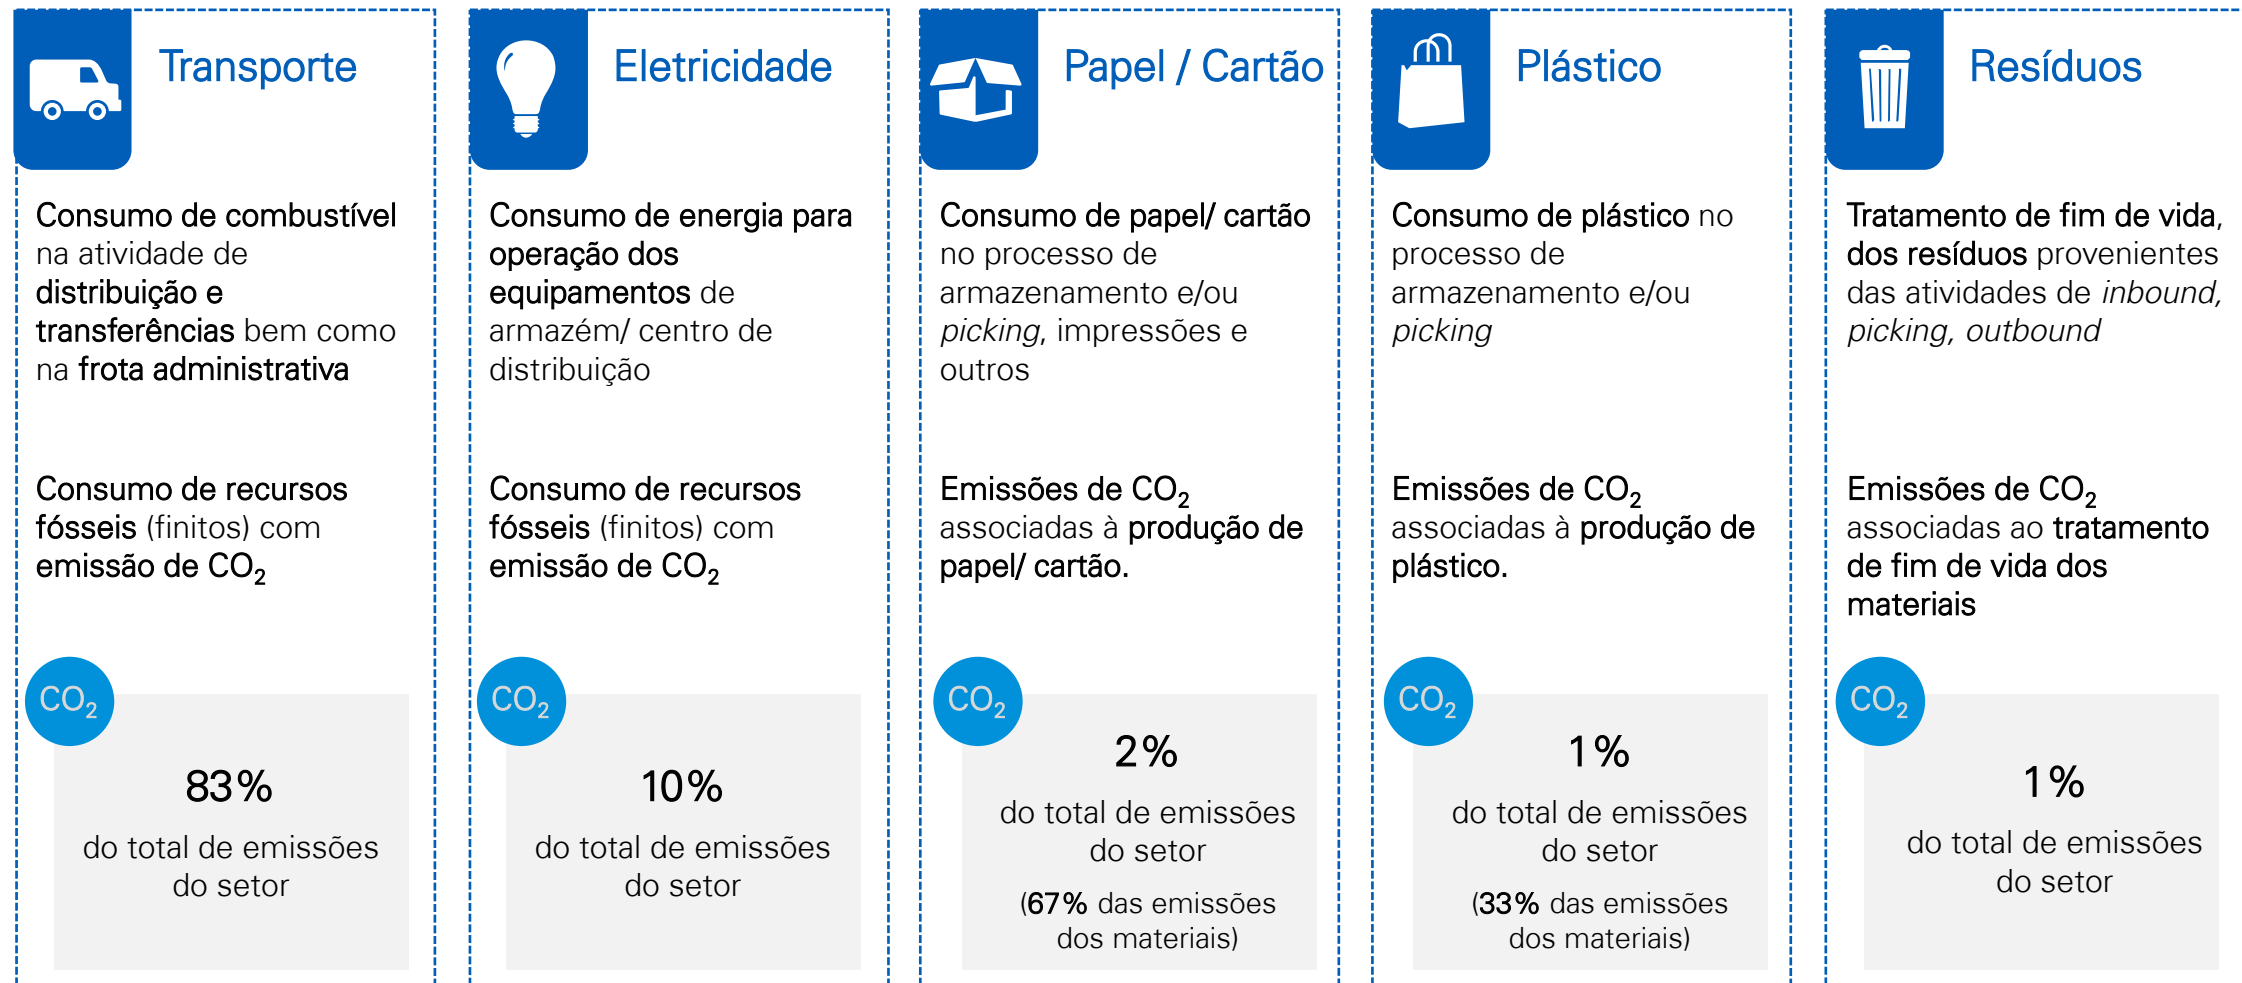 Transporte
Consumo de combustível
na atividade de
distribuição e
transferências bem como
na frota administrativa
Consumo de recursos
fósseis (finitos) com
emissão de CO₂
CO₂
83%
do total de emissões
do setor
Eletricidade
Consumo de energia para
operação dos
equipamentos de
armazém/ centro de
distribuição
Consumo de recursos
fósseis (finitos) com
emissão de CO₂
CO₂
10%
do total de emissões
do setor
Papel / Cartão
Consumo de papel/ cartão
no processo de
armazenamento e/ou
picking, impressões e
outros
Emissões de CO₂
associadas à produção de
papel/ cartão.
CO₂
2%
do total de emissões
do setor
(67% das emissões
dos materiais)
Plástico
Consumo de plástico no
processo de
armazenamento e/ou
picking
Emissões de CO₂
associadas à produção de
plástico.
CO₂
1%
do total de emissões
do setor
(33% das emissões
dos materiais)
Resíduos
Tratamento de fim de vida,
dos resíduos provenientes
das atividades de inbound,
picking, outbound
Emissões de CO₂
associadas ao tratamento
de fim de vida dos
materiais
CO₂
1%
do total de emissões
do setor